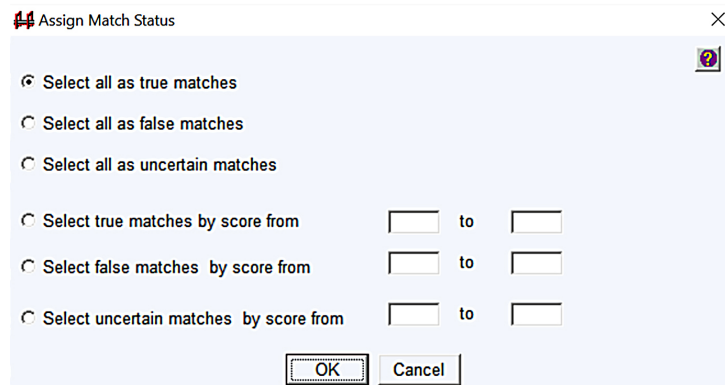 Assign Match Status
?
Select all as true matches
Select all as false matches
Select all as uncertain matches
Select true matches by score from to
Select false matches by score from to
Select uncertain matches by score from to
OK Cancel